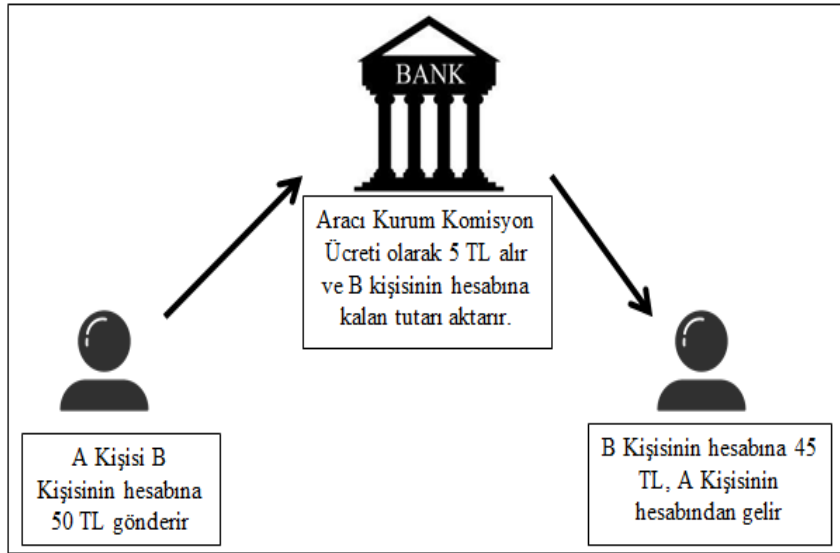 BANK
Aracı Kurum Komisyon
Ücreti olarak 5 TL alır
ve B kişisinin hesabına
kalan tutarı aktarır.
A Kişisi B
Kişisinin hesabına
50 TL gönderir
B Kişisinin hesabına 45
TL, A Kişisinin
hesabından gelir